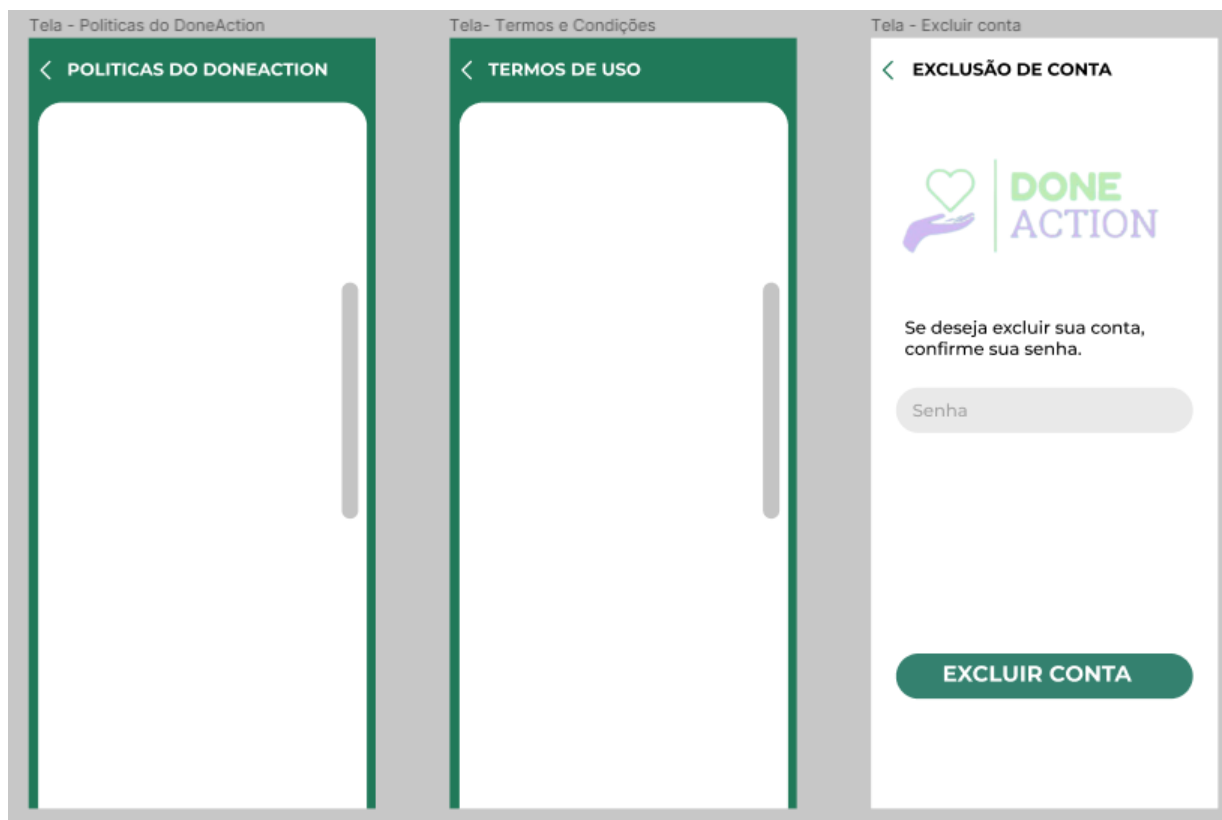 Tela - Politicas do DoneAction
POLITICAS DO DONEACTION
Tela- Termos e Condições
TERMOS DE USO
Tela - Excluir conta
EXCLUSÃO DE CONTA
DONE
ACTION
Se deseja excluir sua conta,
confirme sua senha.
Senha
EXCLUIR CONTA